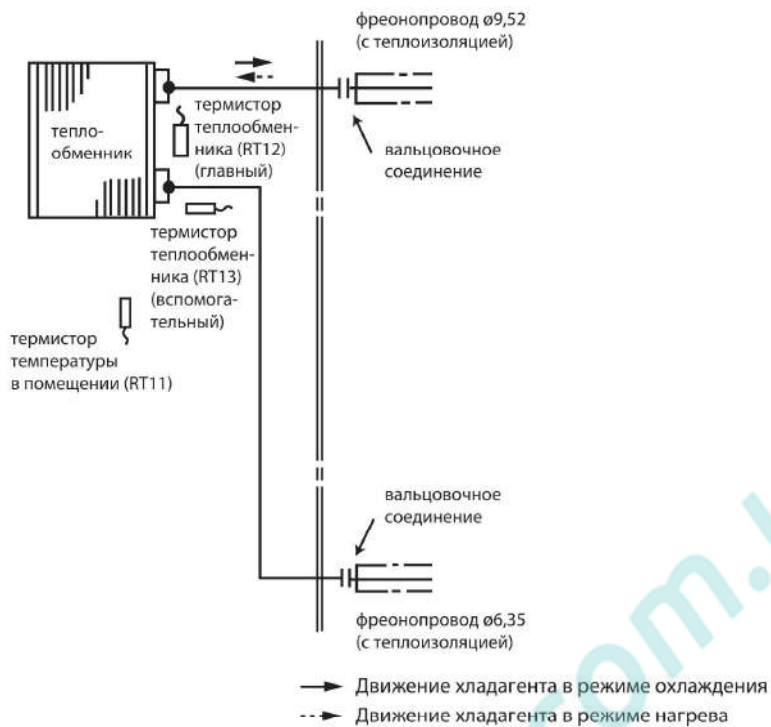 фреонопровод ø9,52
(с теплоизоляцией)
тепло-
обменник
термистор
теплообмен-
ника (RT12)
(главный)
вальцовочное
соединение
термистор
теплообмен-
ника (RT13)
(вспомога-
тельный)
термистор
температуры
в помещении (RT11)
вальцовочное
соединение
фреонопровод ø6,35
(с теплоизоляцией)
Движение хладагента в режиме охлаждения
Движение хладагента в режиме нагрева
com.